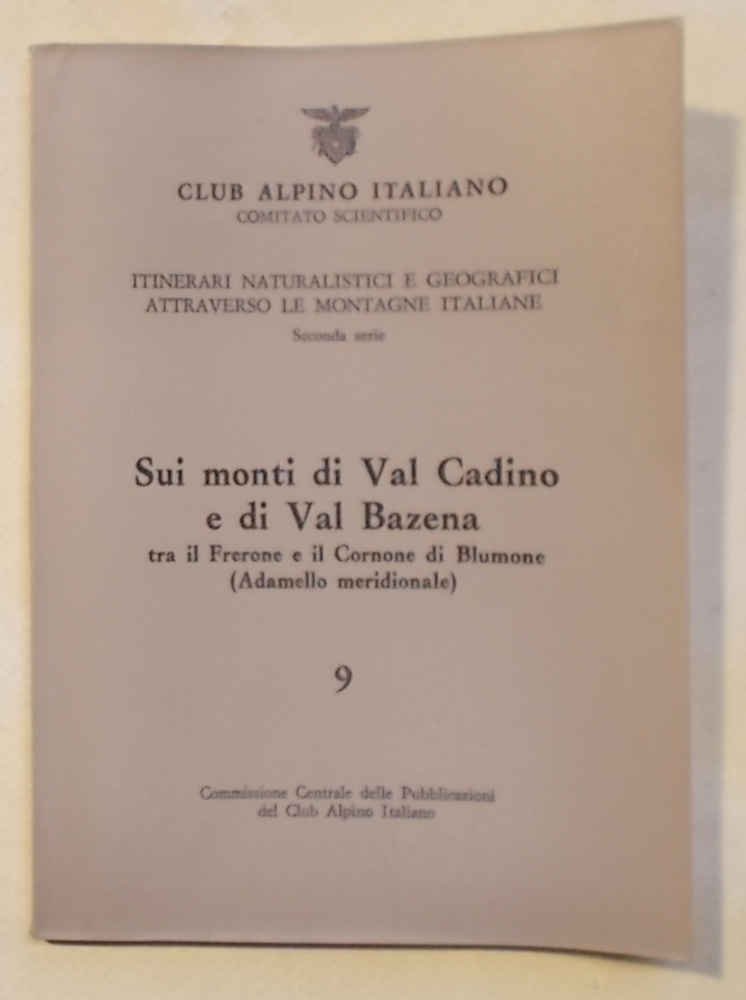 CLUB ALPINO ITALIANO
COMITATO SCIENTIFICO
ITINERARI NATURALISTICI E GEOGRAFICI
ATTRAVERSO LE MONTAGNE ITALIANE
Seconda serie
Sui monti di Val Cadino
e di Val Bazena
tra il Frerone e il Cornone di Blumone
(Adamello meridionale)
9
Commissione Centrale delle Pubblicazioni
del Club Alpino Italiano